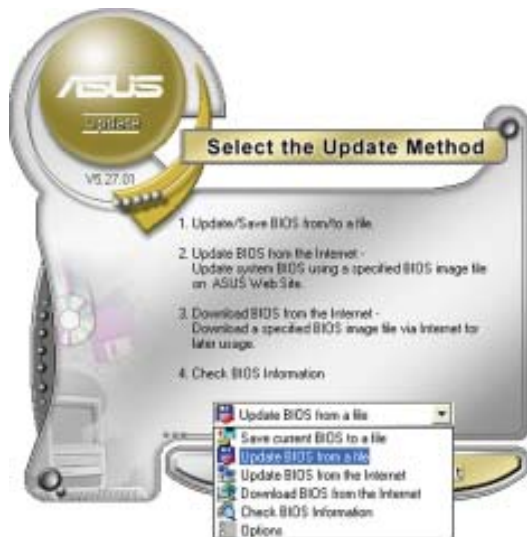 ASUS
Update
V5.27.01
Select the Update Method
1. Update/Save BIOS from/to a file
2. Update BIOS from the Internet -
Update system BIOS using a specified BIOS image file
on ASUS Web Site.
3. Download BIOS from the Internet -
Download a specified BIOS image file via Internet for
later usage.
4. Check BIOS Information
Update BIOS from a file
Save current BIOS to a file
Update BIOS from a file
Update BIOS from the Internet
Download BIOS from the Internet
Check BIOS Information
Options
t